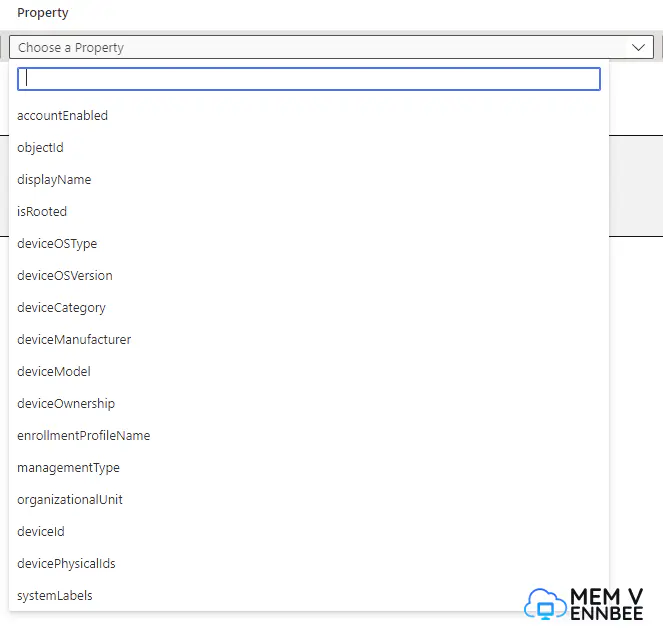 Property
Choose a Property
accountEnabled
objectId
displayName
isRooted
deviceOSType
deviceOSVersion
deviceCategory
deviceManufacturer
deviceModel
deviceOwnership
enrollmentProfileName
managementType
organizationalUnit
deviceId
devicePhysicalIds
systemLabels
MEM V
ENNBEE